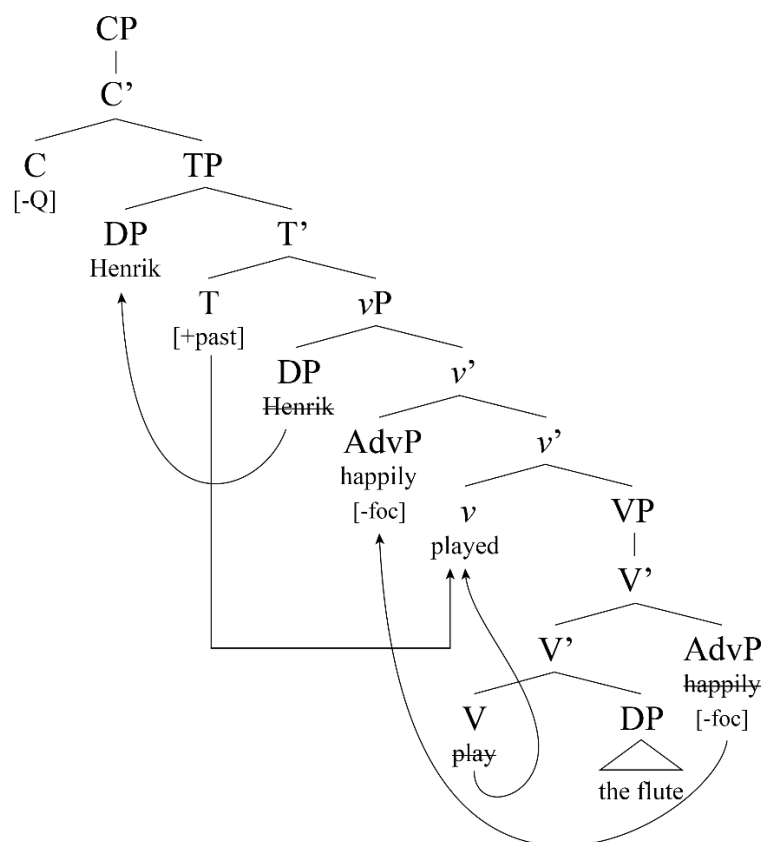 CP
C’
C TP
[-Q]
DP T’
Henrik
T vP
[+past]
DP v’
Henrik
AdvP v’
happily
[-foc] v VP
played
V’
V’ AdvP
happily
V DP [-foc]
play
the flute